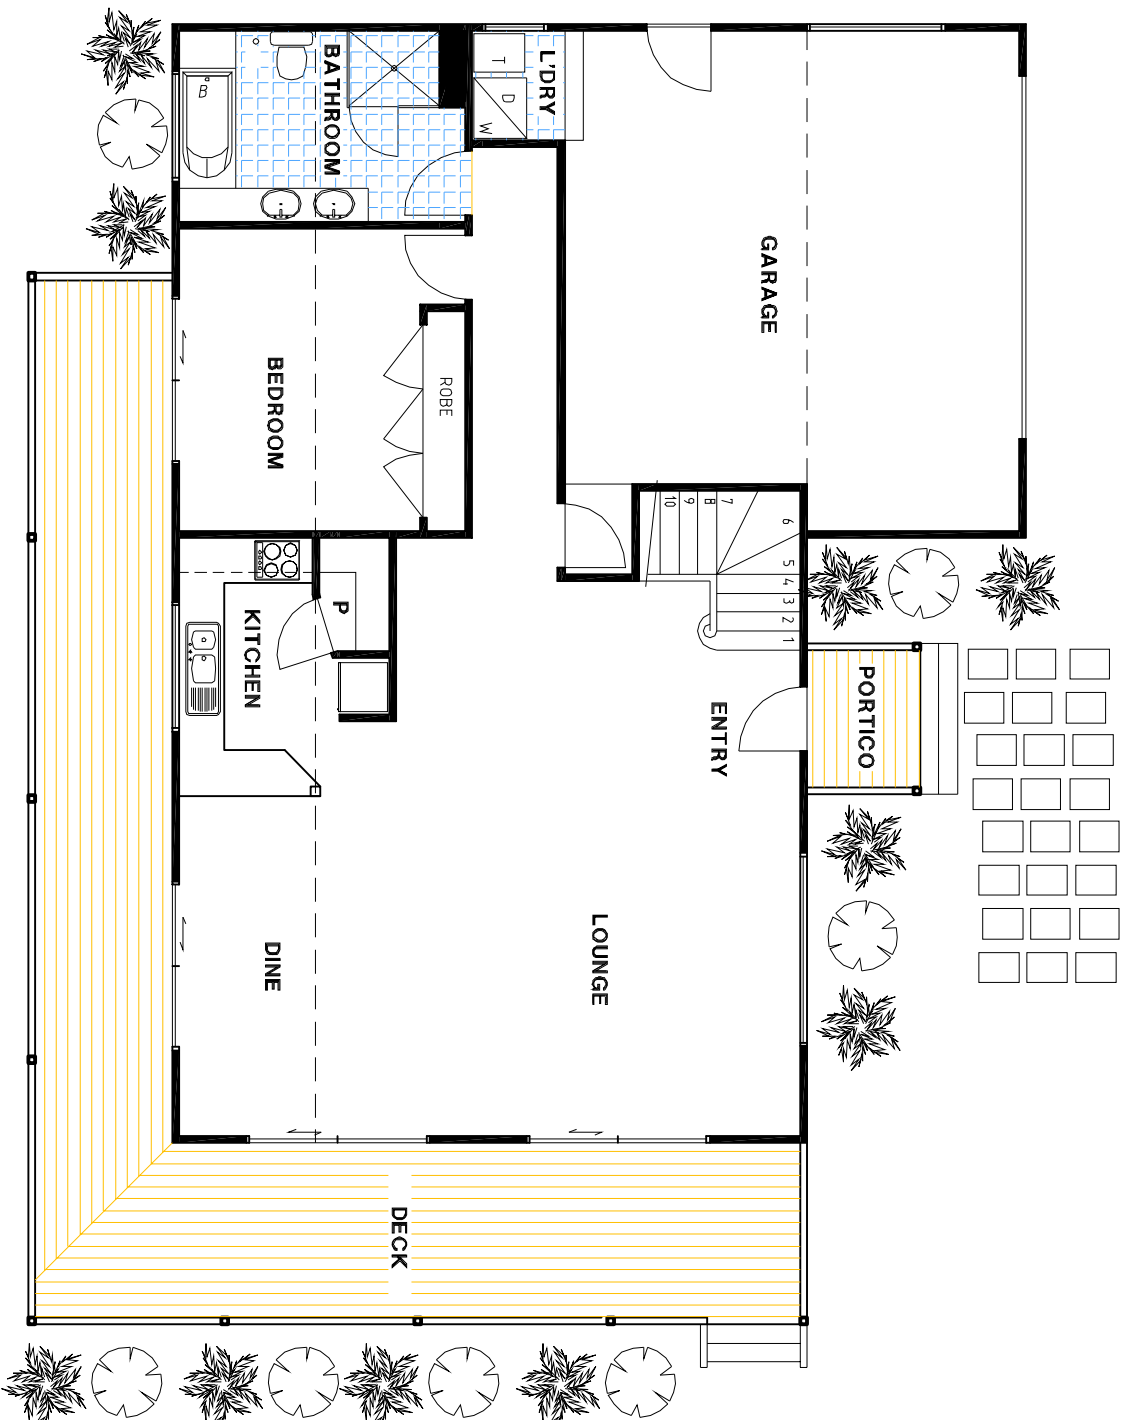 BATHROOM
B
T
D
W
L'DRY
GARAGE
BEDROOM
ROBE
10
9
8
7
6
5
4
3
2
1
P
KITCHEN
ENTRY
PORTICO
DINE
LOUNGE
DECK